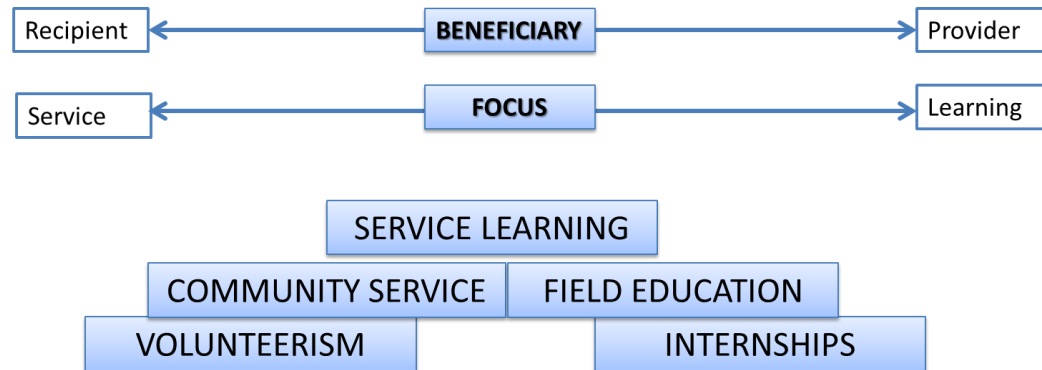 Recipient BENEFICIARY Provider
Service FOCUS Learning
SERVICE LEARNING
COMMUNITY SERVICE FIELD EDUCATION
VOLUNTEERISM INTERNSHIPS